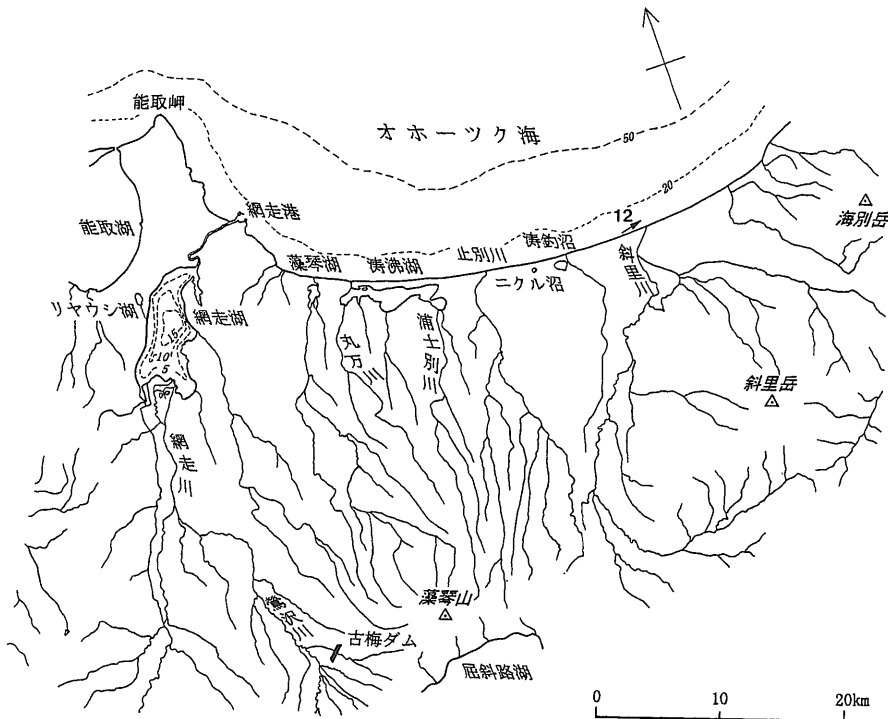 能取岬
オホーツク海
50
20
12
海別岳
網走港
能取湖
藻琴湖
涛沸湖
止別川
涛釣沼
ニクル沼
斜里川
リヤウシ湖
網走湖
15
10
5
丸万川
浦士別川
斜里岳
網走川
藻琴山
古梅ダム
屈斜路湖
0 10 20km